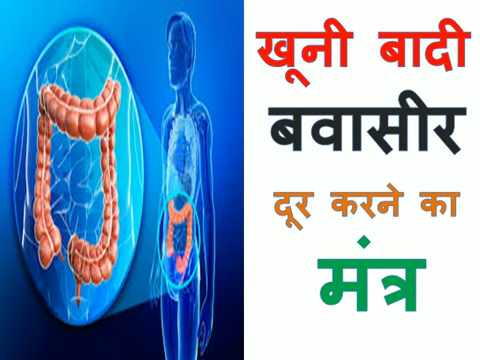 खूनी बादी
बवासीर
दूर करने का
मंत्र